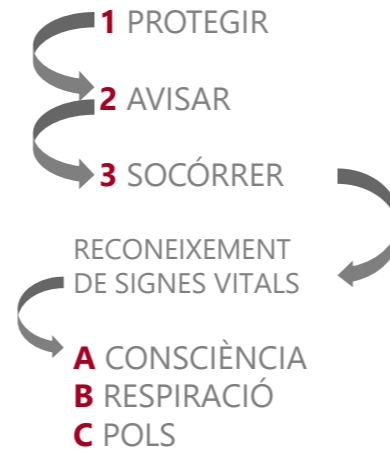 1 PROTEGIR
2 AVISAR
3 SOCÓRRER
RECONEIXEMENT
DE SIGNES VITALS
A CONSCIÈNCIA
B RESPIRACIÓ
C POLS